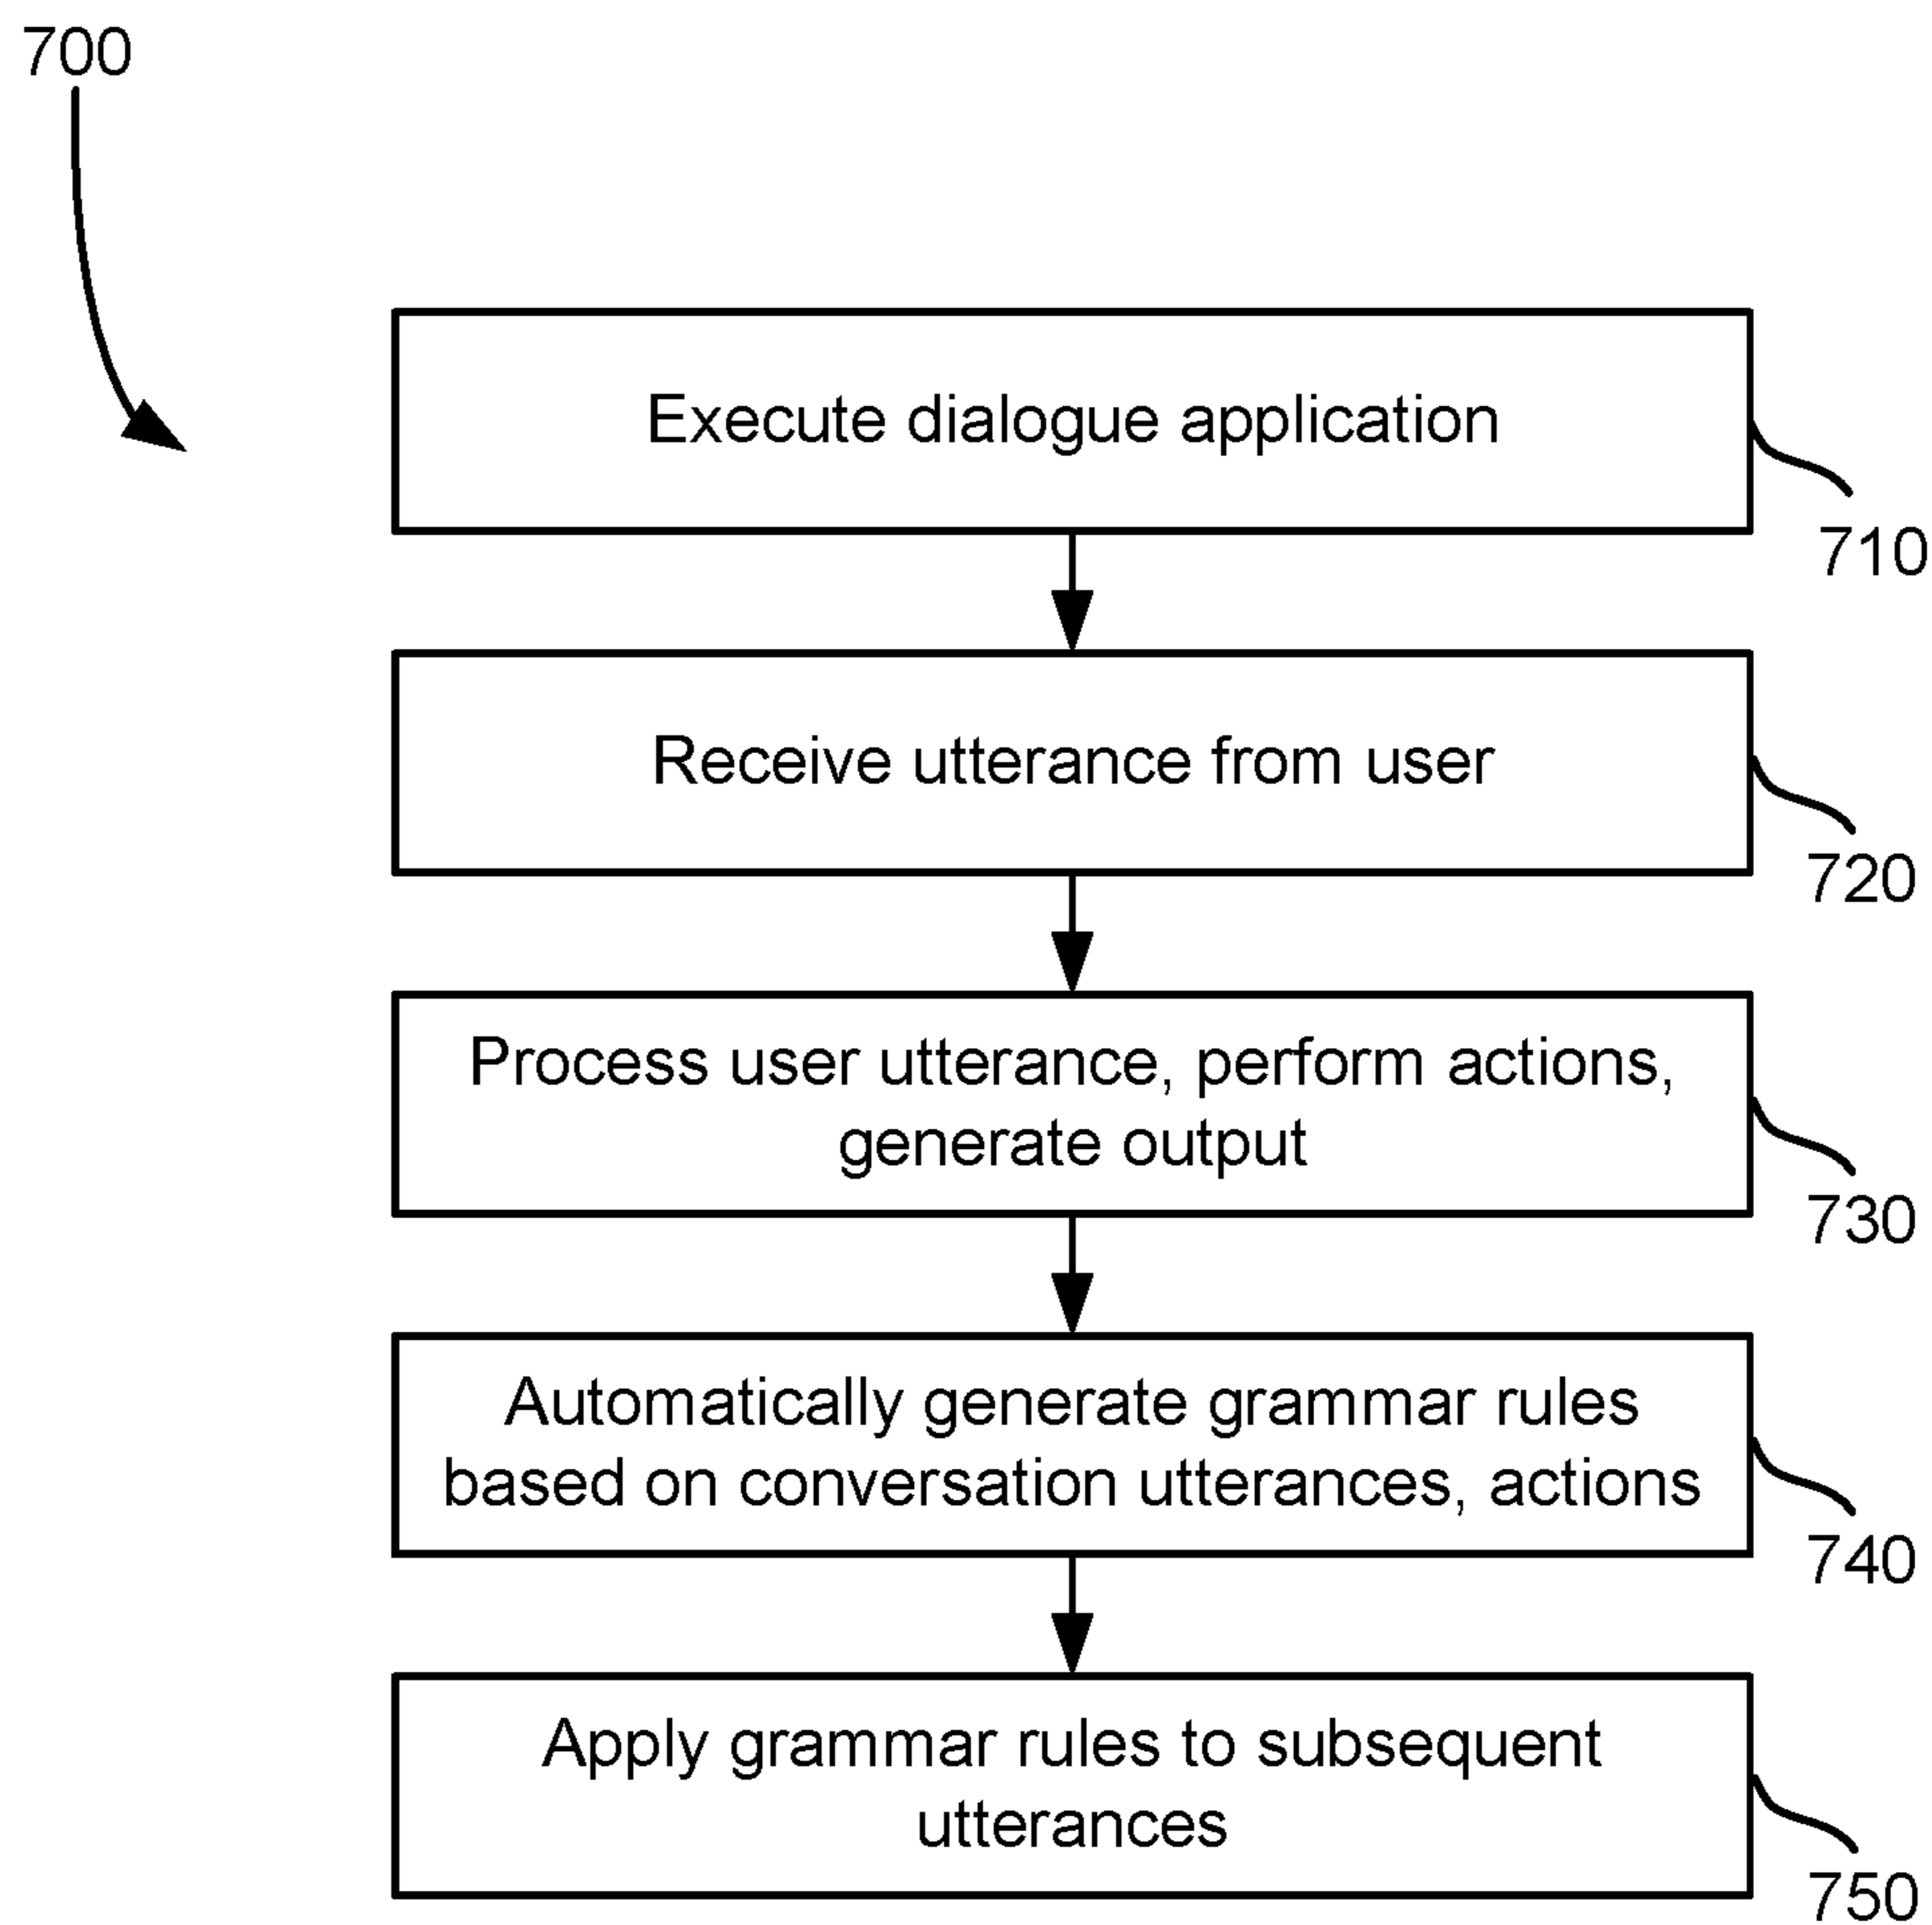 700
Execute dialogue application
710
Receive utterance from user
720
Process user utterance, perform actions,
generate output
730
Automatically generate grammar rules
based on conversation utterances, actions
740
Apply grammar rules to subsequent
utterances
750